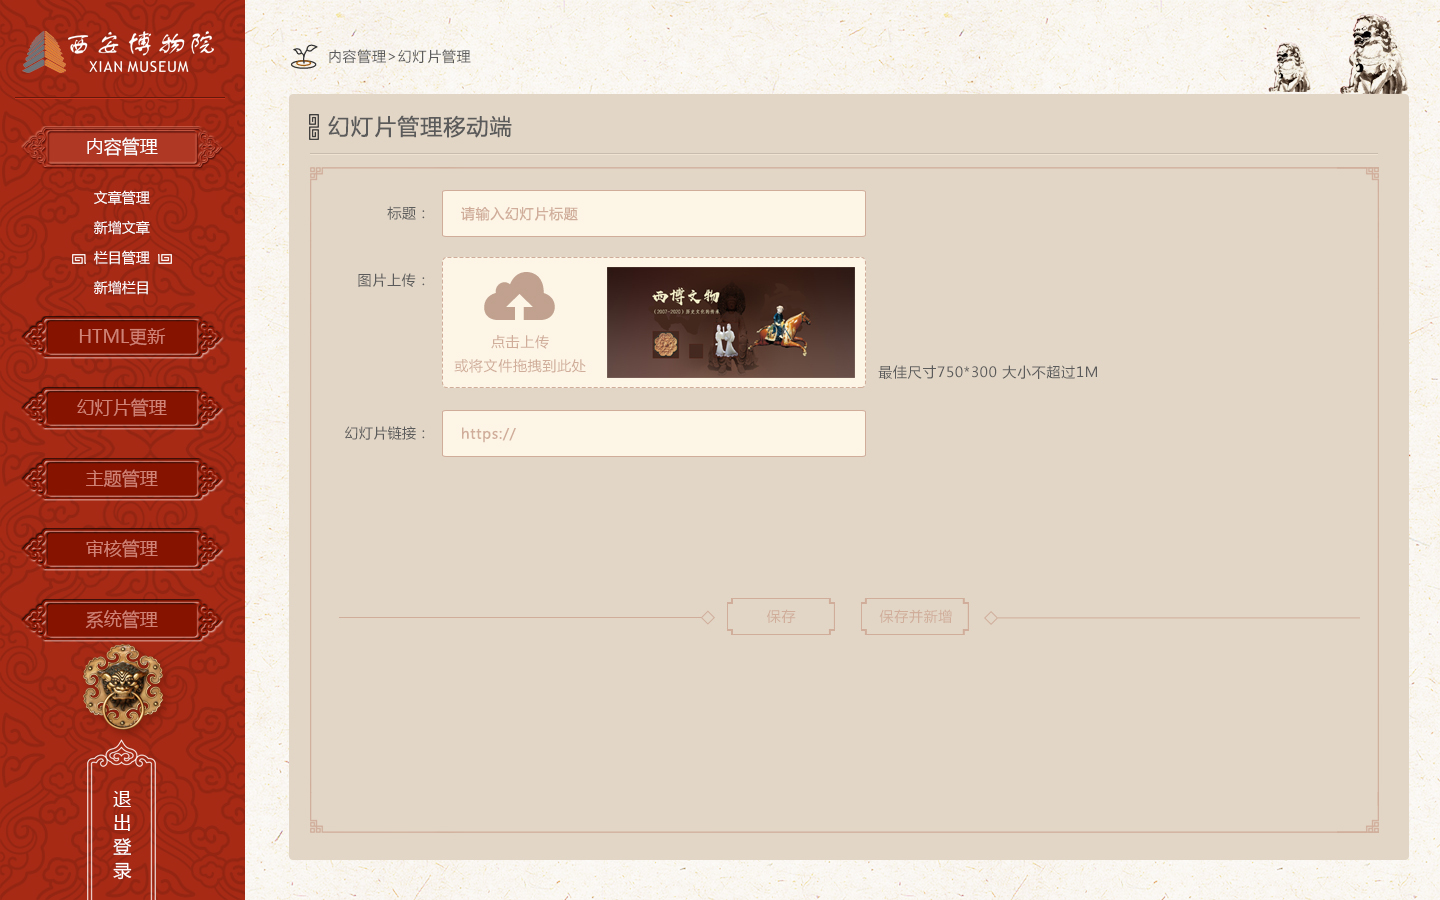 西安博物院
XIAN MUSEUM
内容管理
文章管理
新增文章
栏目管理
新增栏目
HTML更新
幻灯片管理
主题管理
审核管理
系统管理
退出登录
内容管理>幻灯片管理
幻灯片管理移动端
标题：
请输入幻灯片标题
图片上传：
点击上传
或将文件拖拽到此处
西博文物
最佳尺寸750*300 大小不超过1M
幻灯片链接：
https://
保存
保存并新增